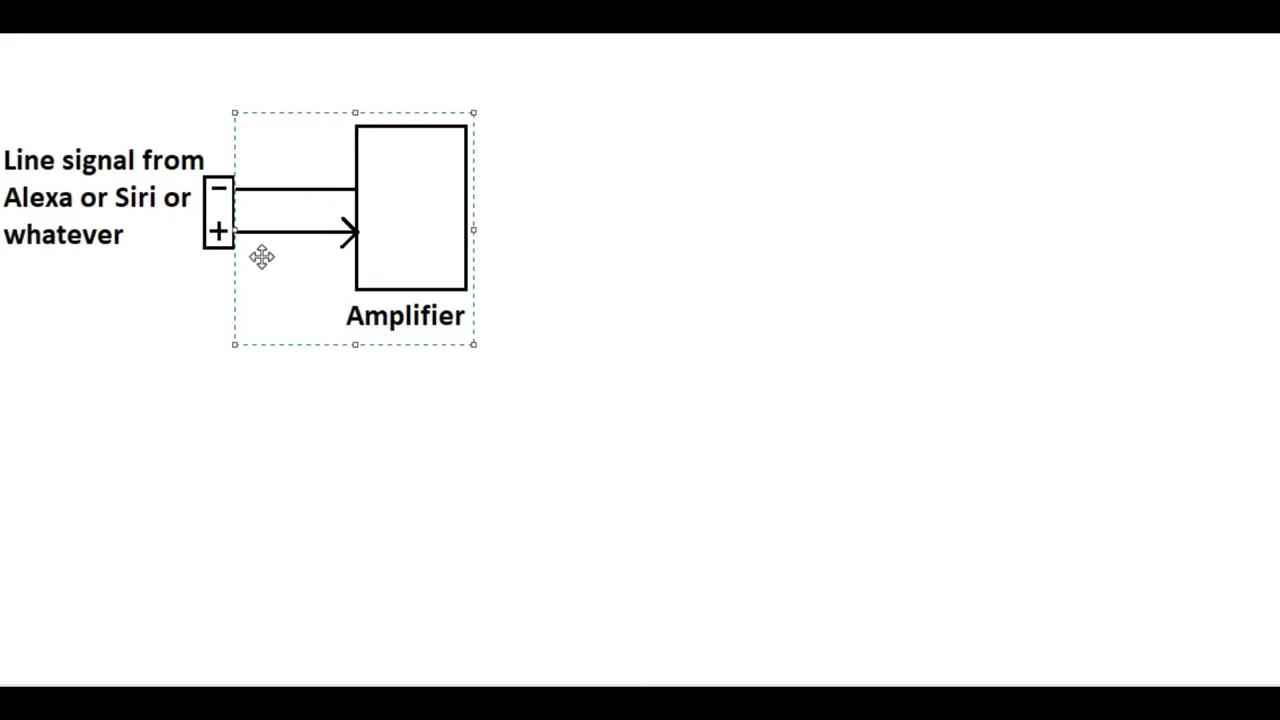 Line signal from
Alexa or Siri or
whatever
−
+
Amplifier